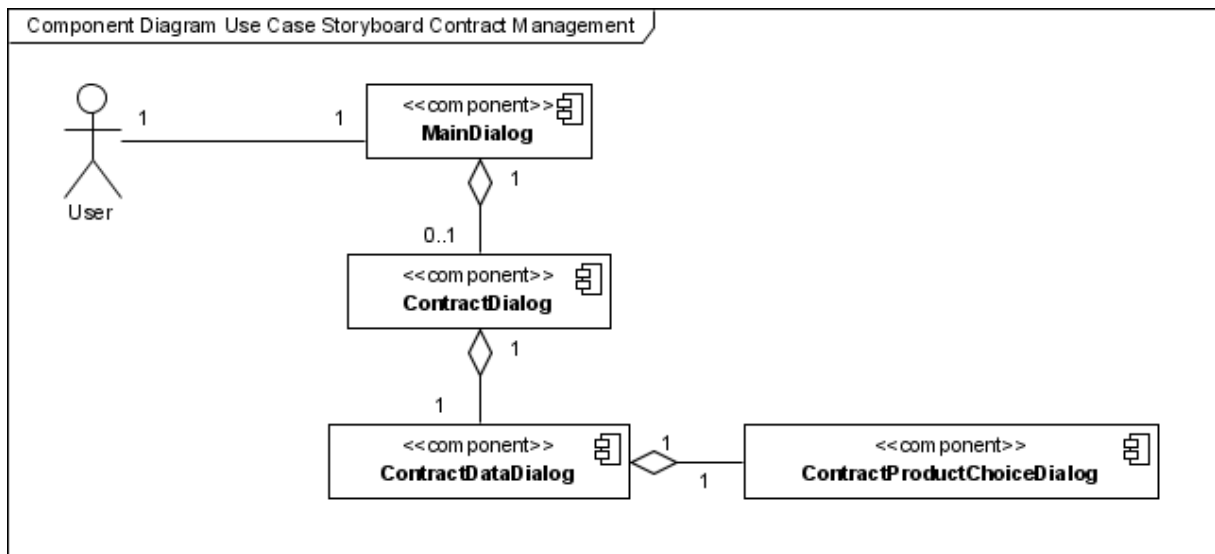 Component Diagram Use Case Storyboard Contract Management
<<component>>
MainDialog
1
1
User
1
0..1
<<component>>
ContractDialog
1
1
<<component>>
ContractDataDialog
1
1
<<component>>
ContractProductChoiceDialog